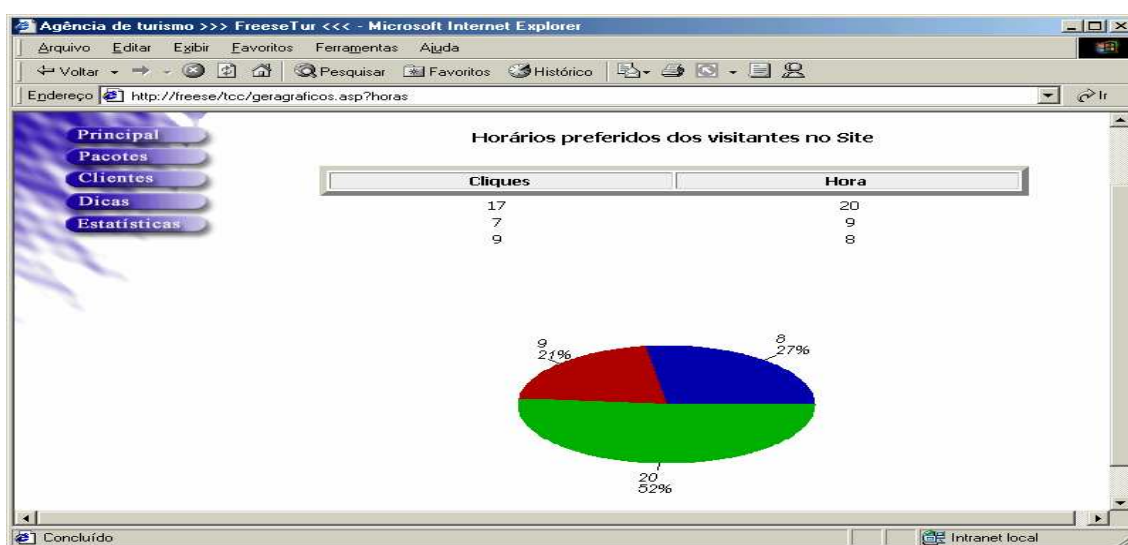 Agência de turismo >>> FreeseTur <<< - Microsoft Internet Explorer
Arquivo Editar Exibir Favoritos Ferramentas Ajuda
Voltar Pesquisar Favoritos Histórico
Endereço http://freese/tcc/geragraficos.asp?horas Ir
Principal
Pacotes
Clientes
Dicas
Estatísticas
Horários preferidos dos visitantes no Site
Cliques Hora
17 20
7 9
9 8
9
21%
8
27%
20
52%
Concluído Intranet local